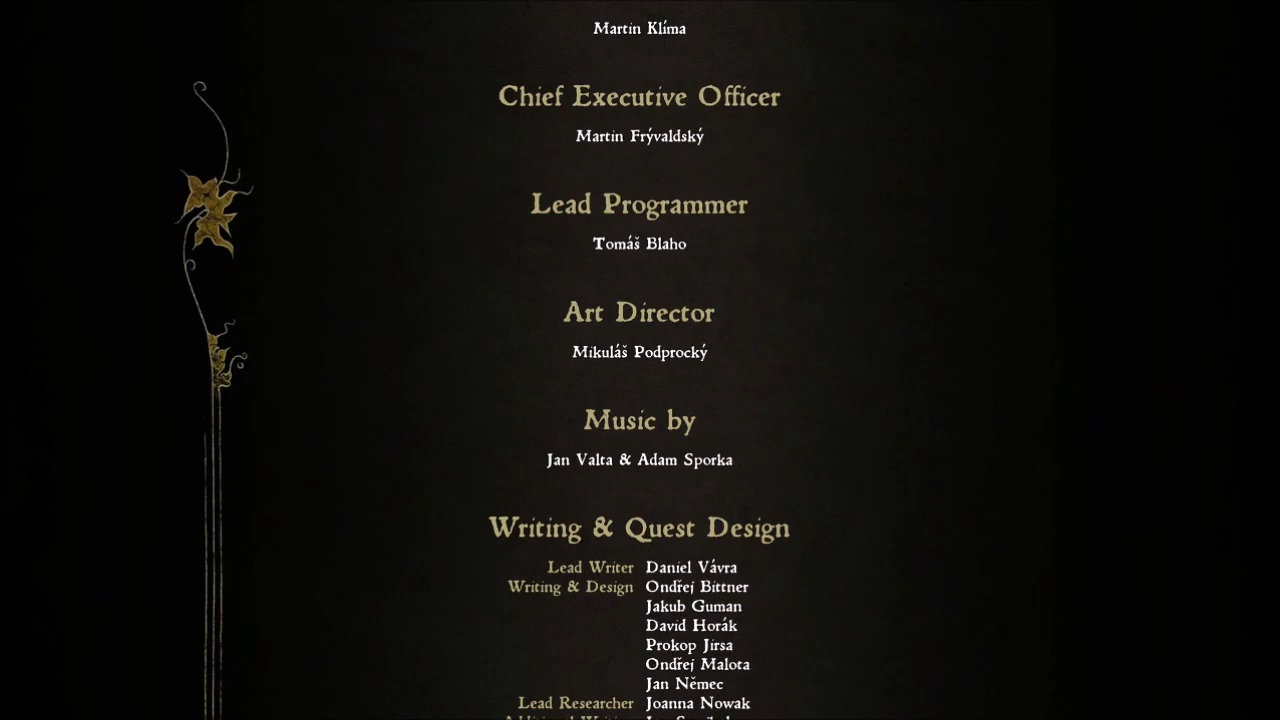 Martin Klíma
Chief Executive Officer
Martin Frývaldský
Lead Programmer
Tomáš Blaho
Art Director
Mikuláš Podprocký
Music by
Jan Valta & Adam Sporka
Writing & Quest Design
Lead Writer Daniel Vávra
Writing & Design Ondřej Bittner
Jakub Guman
David Horák
Prokop Jirsa
Ondřej Malota
Jan Němec
Lead Researcher Joanna Nowak